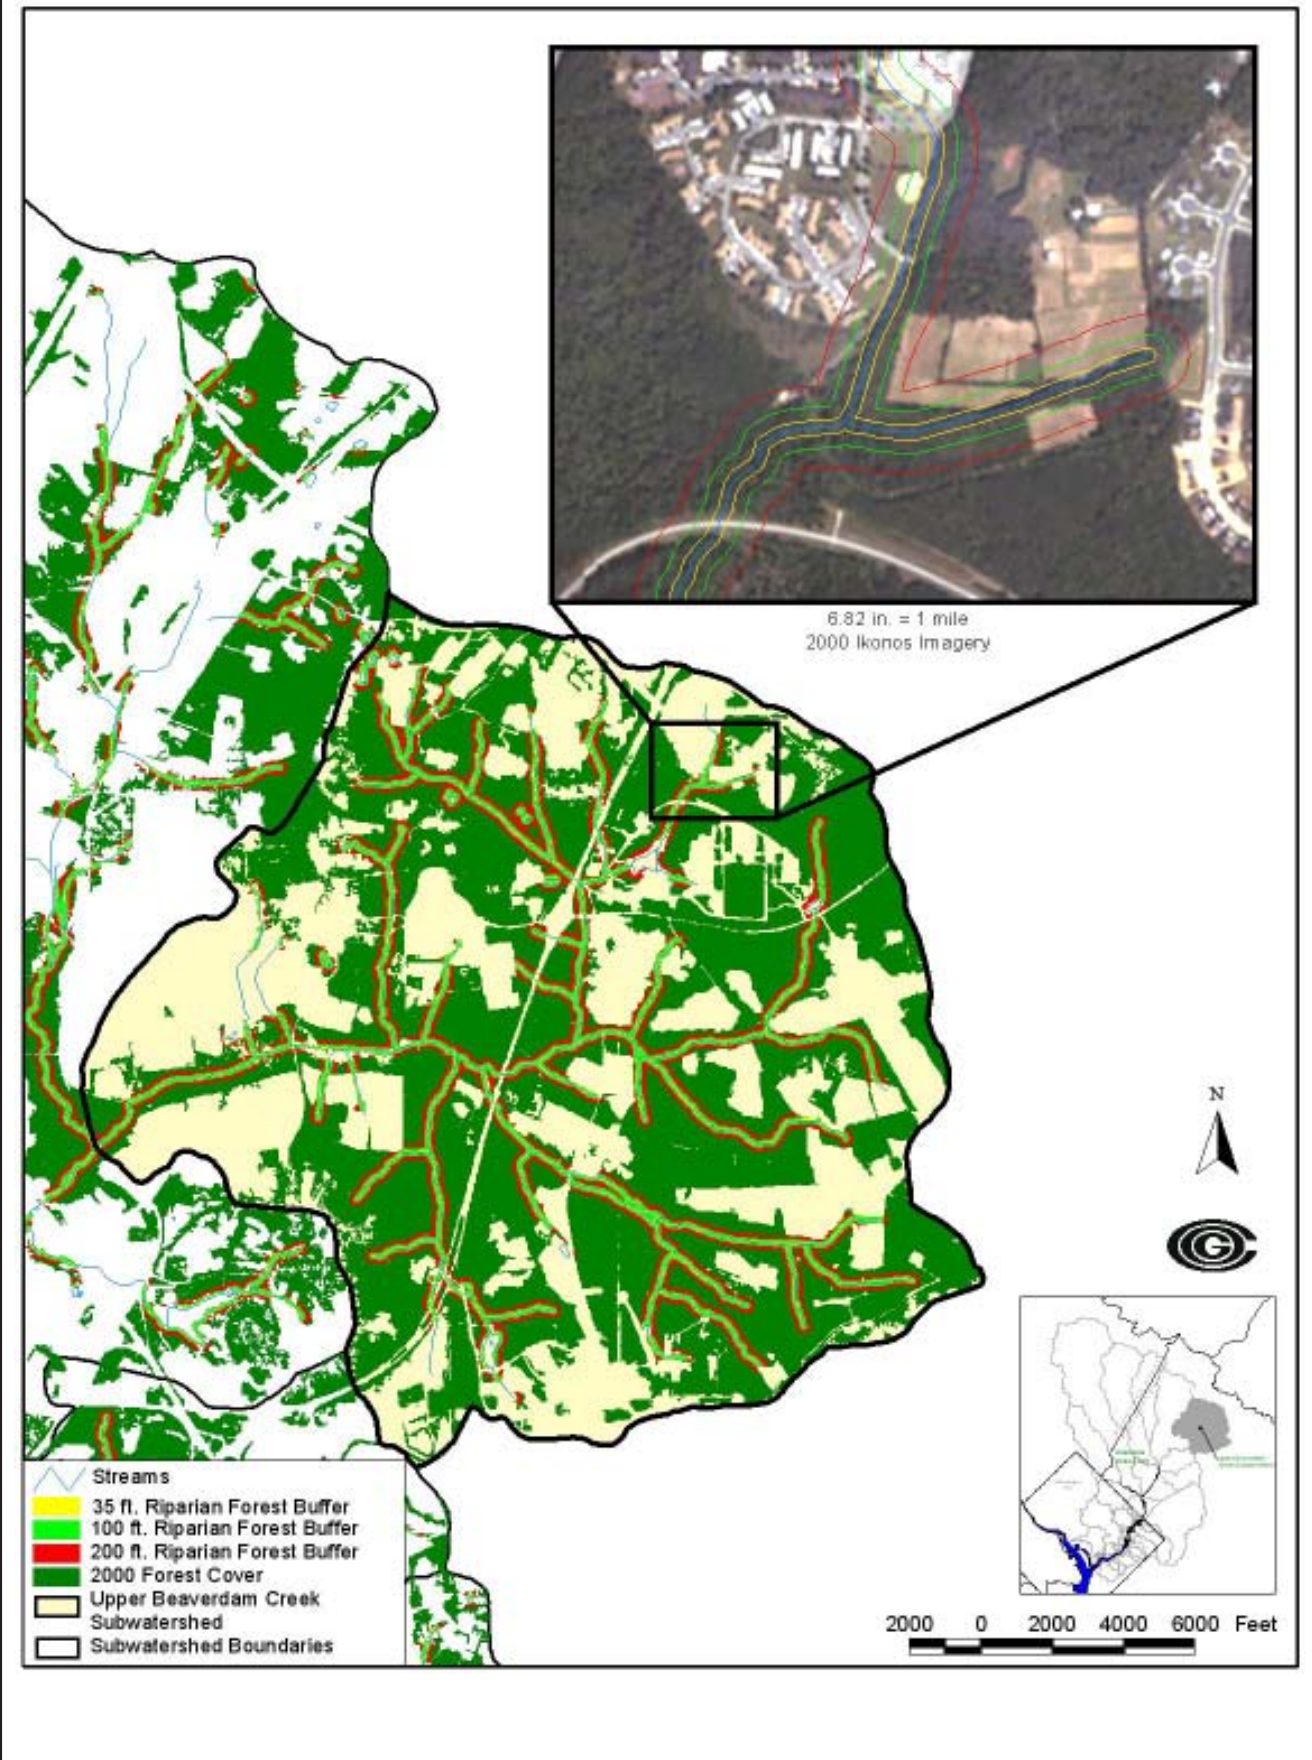 6.82 in. = 1 mile
2000 Ikonos Imagery
N
Streams
35 ft. Riparian Forest Buffer
100 ft. Riparian Forest Buffer
200 ft. Riparian Forest Buffer
2000 Forest Cover
Upper Beaverdam Creek
Subwatershed
Subwatershed Boundaries
2000 0 2000 4000 6000 Feet